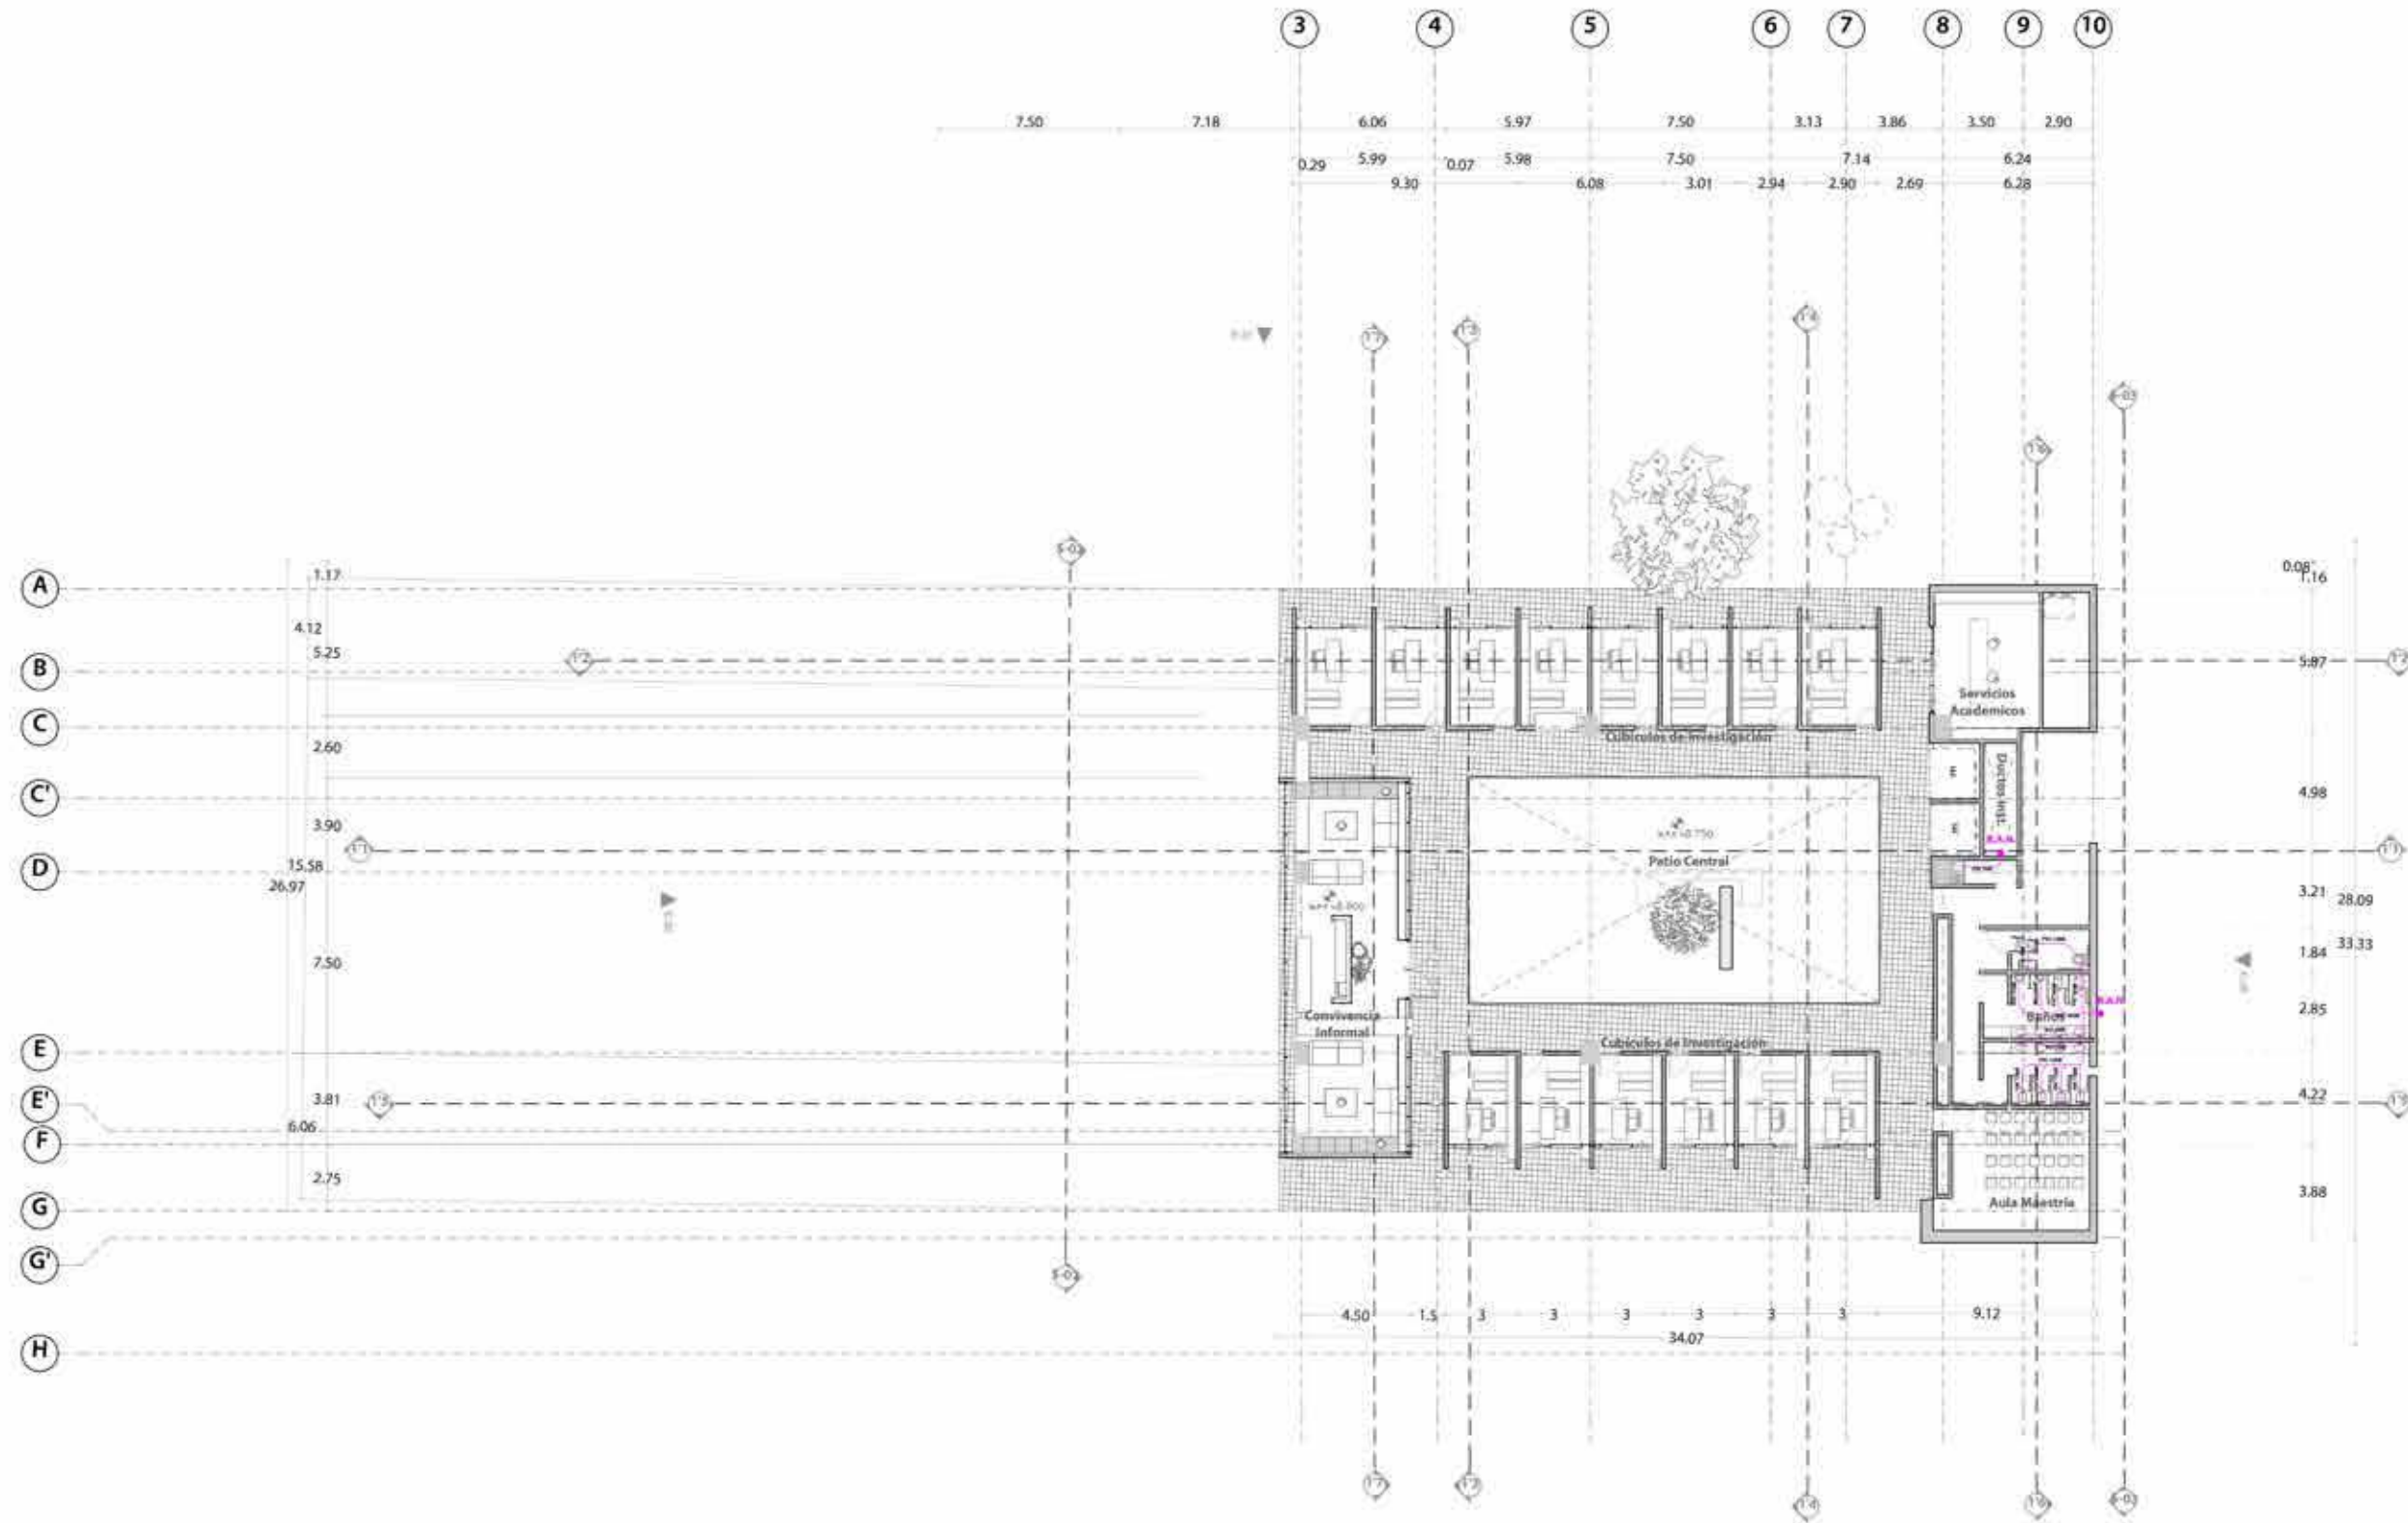 3 4 5 6 7 8 9 10
7.50 7.18 6.06 5.97 7.50 3.13 3.86 3.50 2.90
0.29 5.99 0.07 5.98 7.50 7.14 6.24
9.30 6.08 3.01 2.94 2.90 2.69 6.28
S-02
A
1.17
0.08
1.16
4.12
B
5.25
5.87
Servicios
Academicos
C
2.60
Cubiculos de Investigación
Ductos inst.
C'
4.98
E
3.90
E
B.A.N.
N.P.T. +0.750
Patio Central
D
15.58
26.97
3.21
28.09
33.33
7.50
1.84
B.A.N.
2.85
Baños
Convivencia
Informal
Cubiculos de Investigación
E
E'
3.81
4.22
6.06
F
2.75
3.88
Aula Maestria
G
G'
S-02
4.50 1.5 3 3 3 3 3 3 9.12
34.07
H